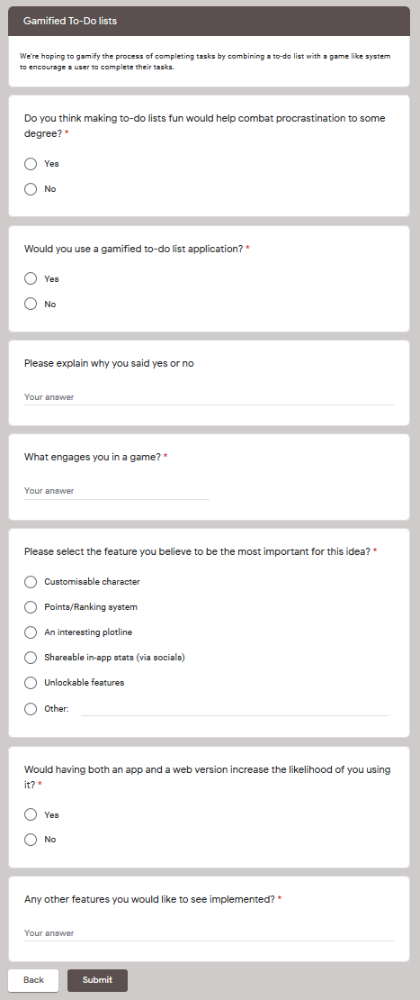 Gamified To-Do lists
We're hoping to gamify the process of completing tasks by combining a to-do list with a game like system
to encourage a user to complete their tasks.
Do you think making to-do lists fun would help combat procrastination to some
degree? *
Yes
No
Would you use a gamified to-do list application? *
Yes
No
Please explain why you said yes or no
Your answer
What engages you in a game? *
Your answer
Please select the feature you believe to be the most important for this idea? *
Customisable character
Points/Ranking system
An interesting plotline
Shareable in-app stats (via socials)
Unlockable features
Other:
Would having both an app and a web version increase the likelihood of you using
it? *
Yes
No
Any other features you would like to see implemented? *
Your answer
Back
Submit